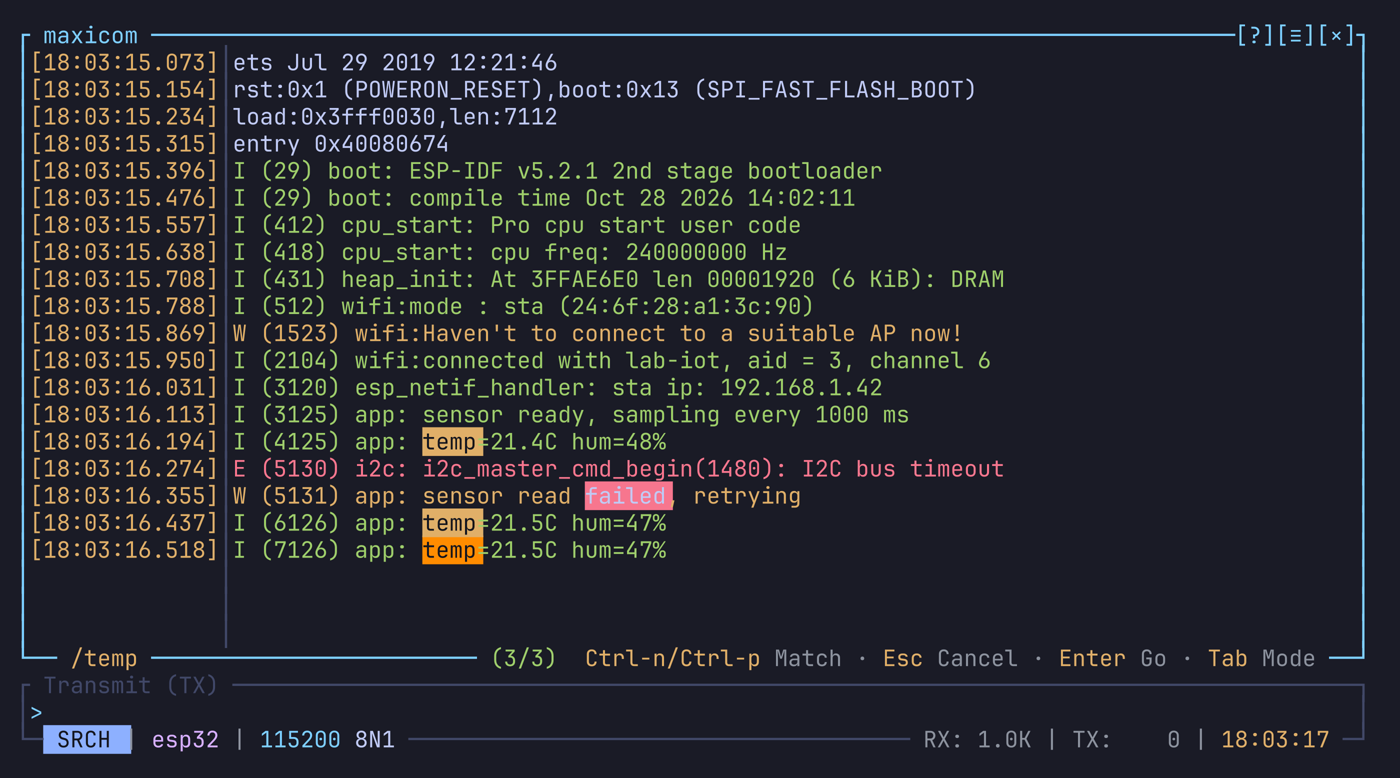 maxicom [?][≡][×]
[18:03:15.073] ets Jul 29 2019 12:21:46
[18:03:15.154] rst:0x1 (POWERON_RESET),boot:0x13 (SPI_FAST_FLASH_BOOT)
[18:03:15.234] load:0x3fff0030,len:7112
[18:03:15.315] entry 0x40080674
[18:03:15.396] I (29) boot: ESP-IDF v5.2.1 2nd stage bootloader
[18:03:15.476] I (29) boot: compile time Oct 28 2026 14:02:11
[18:03:15.557] I (412) cpu_start: Pro cpu start user code
[18:03:15.638] I (418) cpu_start: cpu freq: 240000000 Hz
[18:03:15.708] I (431) heap_init: At 3FFAE6E0 len 00001920 (6 KiB): DRAM
[18:03:15.788] I (512) wifi:mode : sta (24:6f:28:a1:3c:90)
[18:03:15.869] W (1523) wifi:Haven't to connect to a suitable AP now!
[18:03:15.950] I (2104) wifi:connected with lab-iot, aid = 3, channel 6
[18:03:16.031] I (3120) esp_netif_handler: sta ip: 192.168.1.42
[18:03:16.113] I (3125) app: sensor ready, sampling every 1000 ms
[18:03:16.194] I (4125) app: temp=21.4C hum=48%
[18:03:16.274] E (5130) i2c: i2c_master_cmd_begin(1480): I2C bus timeout
[18:03:16.355] W (5131) app: sensor read failed, retrying
[18:03:16.437] I (6126) app: temp=21.5C hum=47%
[18:03:16.518] I (7126) app: temp=21.5C hum=47%
/temp (3/3) Ctrl-n/Ctrl-p Match · Esc Cancel · Enter Go · Tab Mode
Transmit (TX)
>
SRCH esp32 | 115200 8N1 RX: 1.0K | TX: 0 | 18:03:17